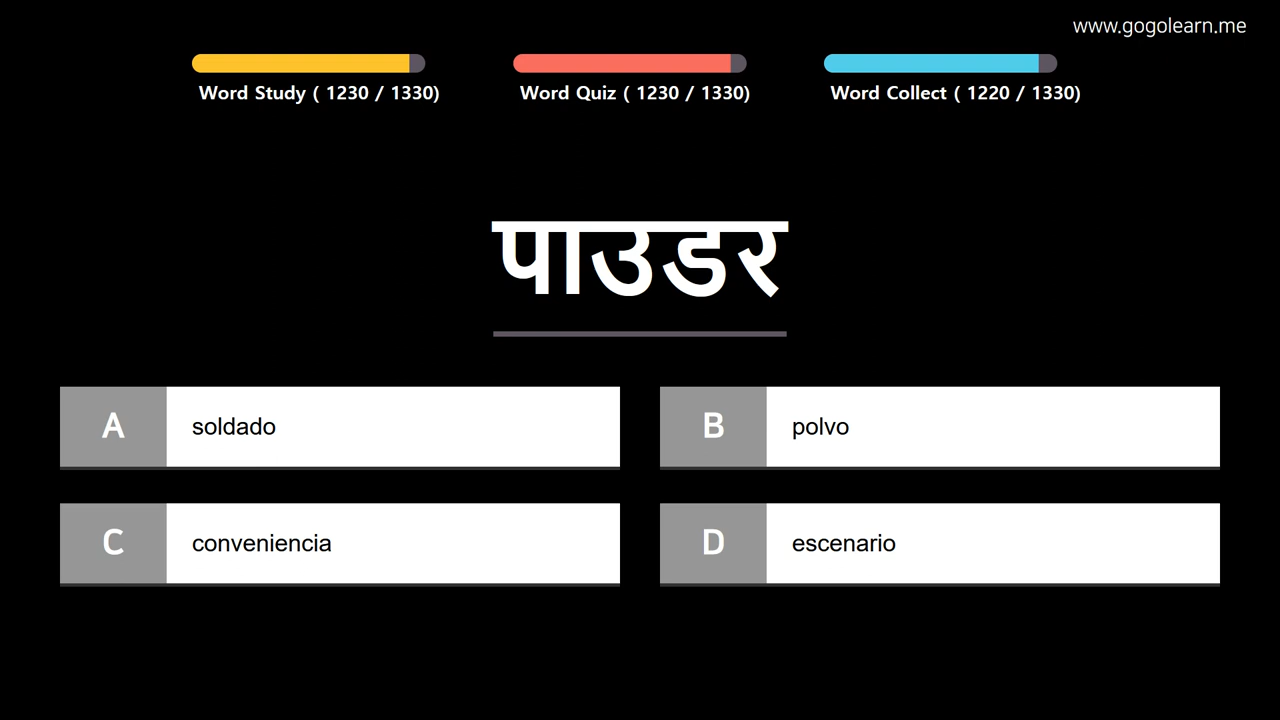 www.gogolearn.me
Word Study ( 1230 / 1330)
Word Quiz ( 1230 / 1330)
Word Collect ( 1220 / 1330)
पाउडर
A soldado
B polvo
C conveniencia
D escenario